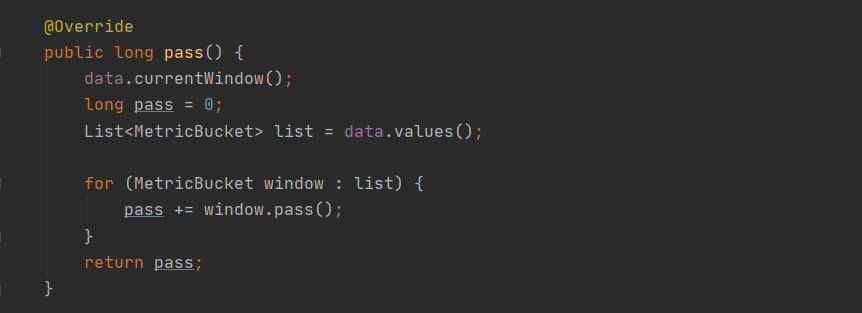 @Override
public long pass() {
data.currentWindow();
long pass = 0;
List<MetricBucket> list = data.values();
for (MetricBucket window : list) {
pass += window.pass();
}
return pass;
}